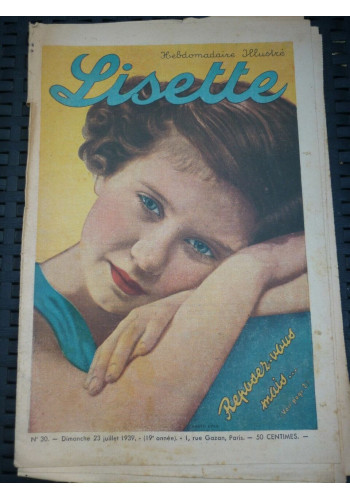 Hebdomadaire Illustré
Lisette
Reposez-vous
mais...
N° 30. — Dimanche 23 juillet 1939. • (19e année). • 1, rue Gazan, Paris. — 50 CENTIMES. —